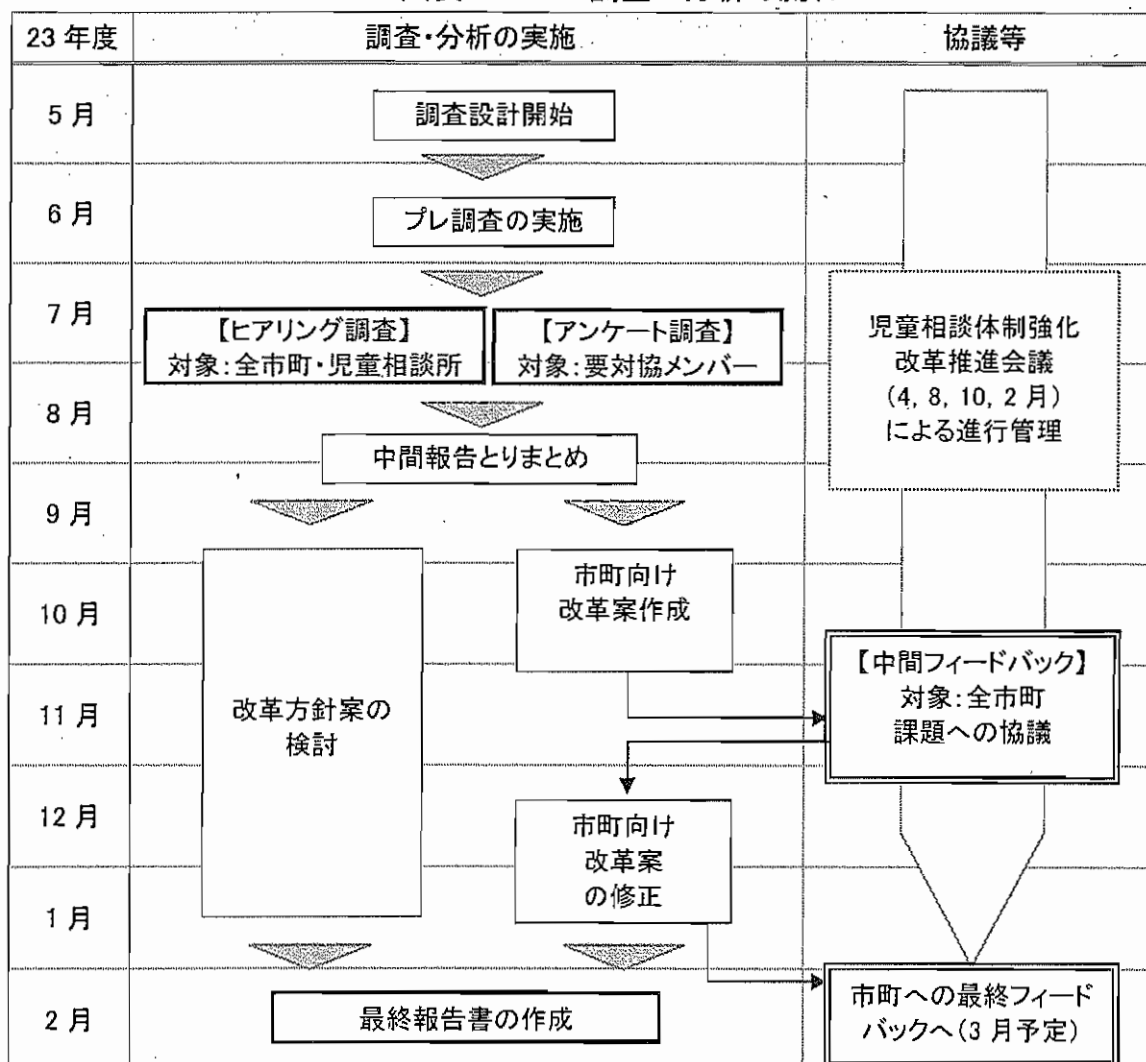 23 年度
調査・分析の実施
協議等
5 月
調査設計開始
6 月
プレ調査の実施
7 月
【ヒアリング調査】
対象:全市町・児童相談所
【アンケート調査】
対象:要対協メンバー
児童相談体制強化
改革推進会議
(4, 8, 10, 2 月)
による進行管理
8 月
中間報告とりまとめ
9 月
10 月
市町向け
改革案作成
11 月
改革方針案の
検討
【中間フィードバック】
対象:全市町
課題への協議
12 月
市町向け
改革案
の修正
1 月
2 月
最終報告書の作成
市町への最終フィード
バックへ(3 月予定)